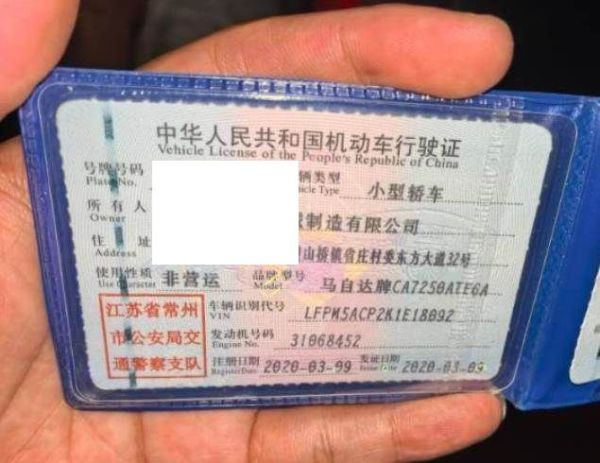 中华人民共和国机动车行驶证
Vehicle License of the People's Republic of China
号牌号码 辆类型 小型轿车
Plate No. hicle Type
所有人 制造有限公司
Owner
住 址 山桥镇 庄村委东方大道32号
Address
使用性质 非营运 品牌型号 马自达牌CA7250ATE6A
Use Character Model
江苏省常州
市公安局交
通警察支队
车辆识别代号 LFPM5ACP2K1E18092
VIN
发动机号码 31068452
Engine No.
注册日期 2020-03-99 发证日期 2020-03-09
Register Date Issue Date